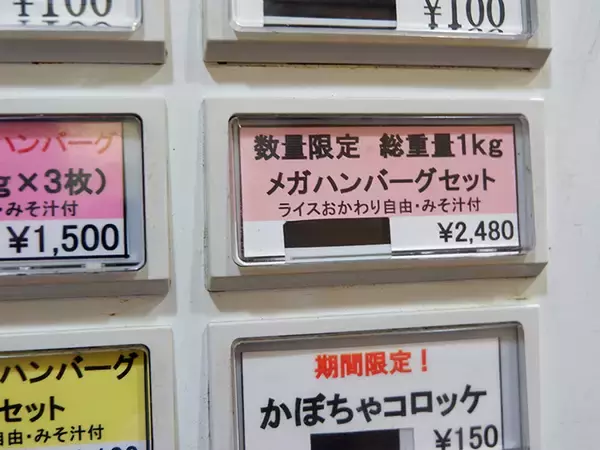 ¥100
¥100
ハンバーグ
g×3枚）
・みそ汁付
¥1,500
数量限定 総重量1kg
メガハンバーグセット
ライスおかわり自由・みそ汁付
¥2,480
ハンバーグ
セット
自由・みそ汁付
期間限定！
かぼちゃコロッケ
¥150